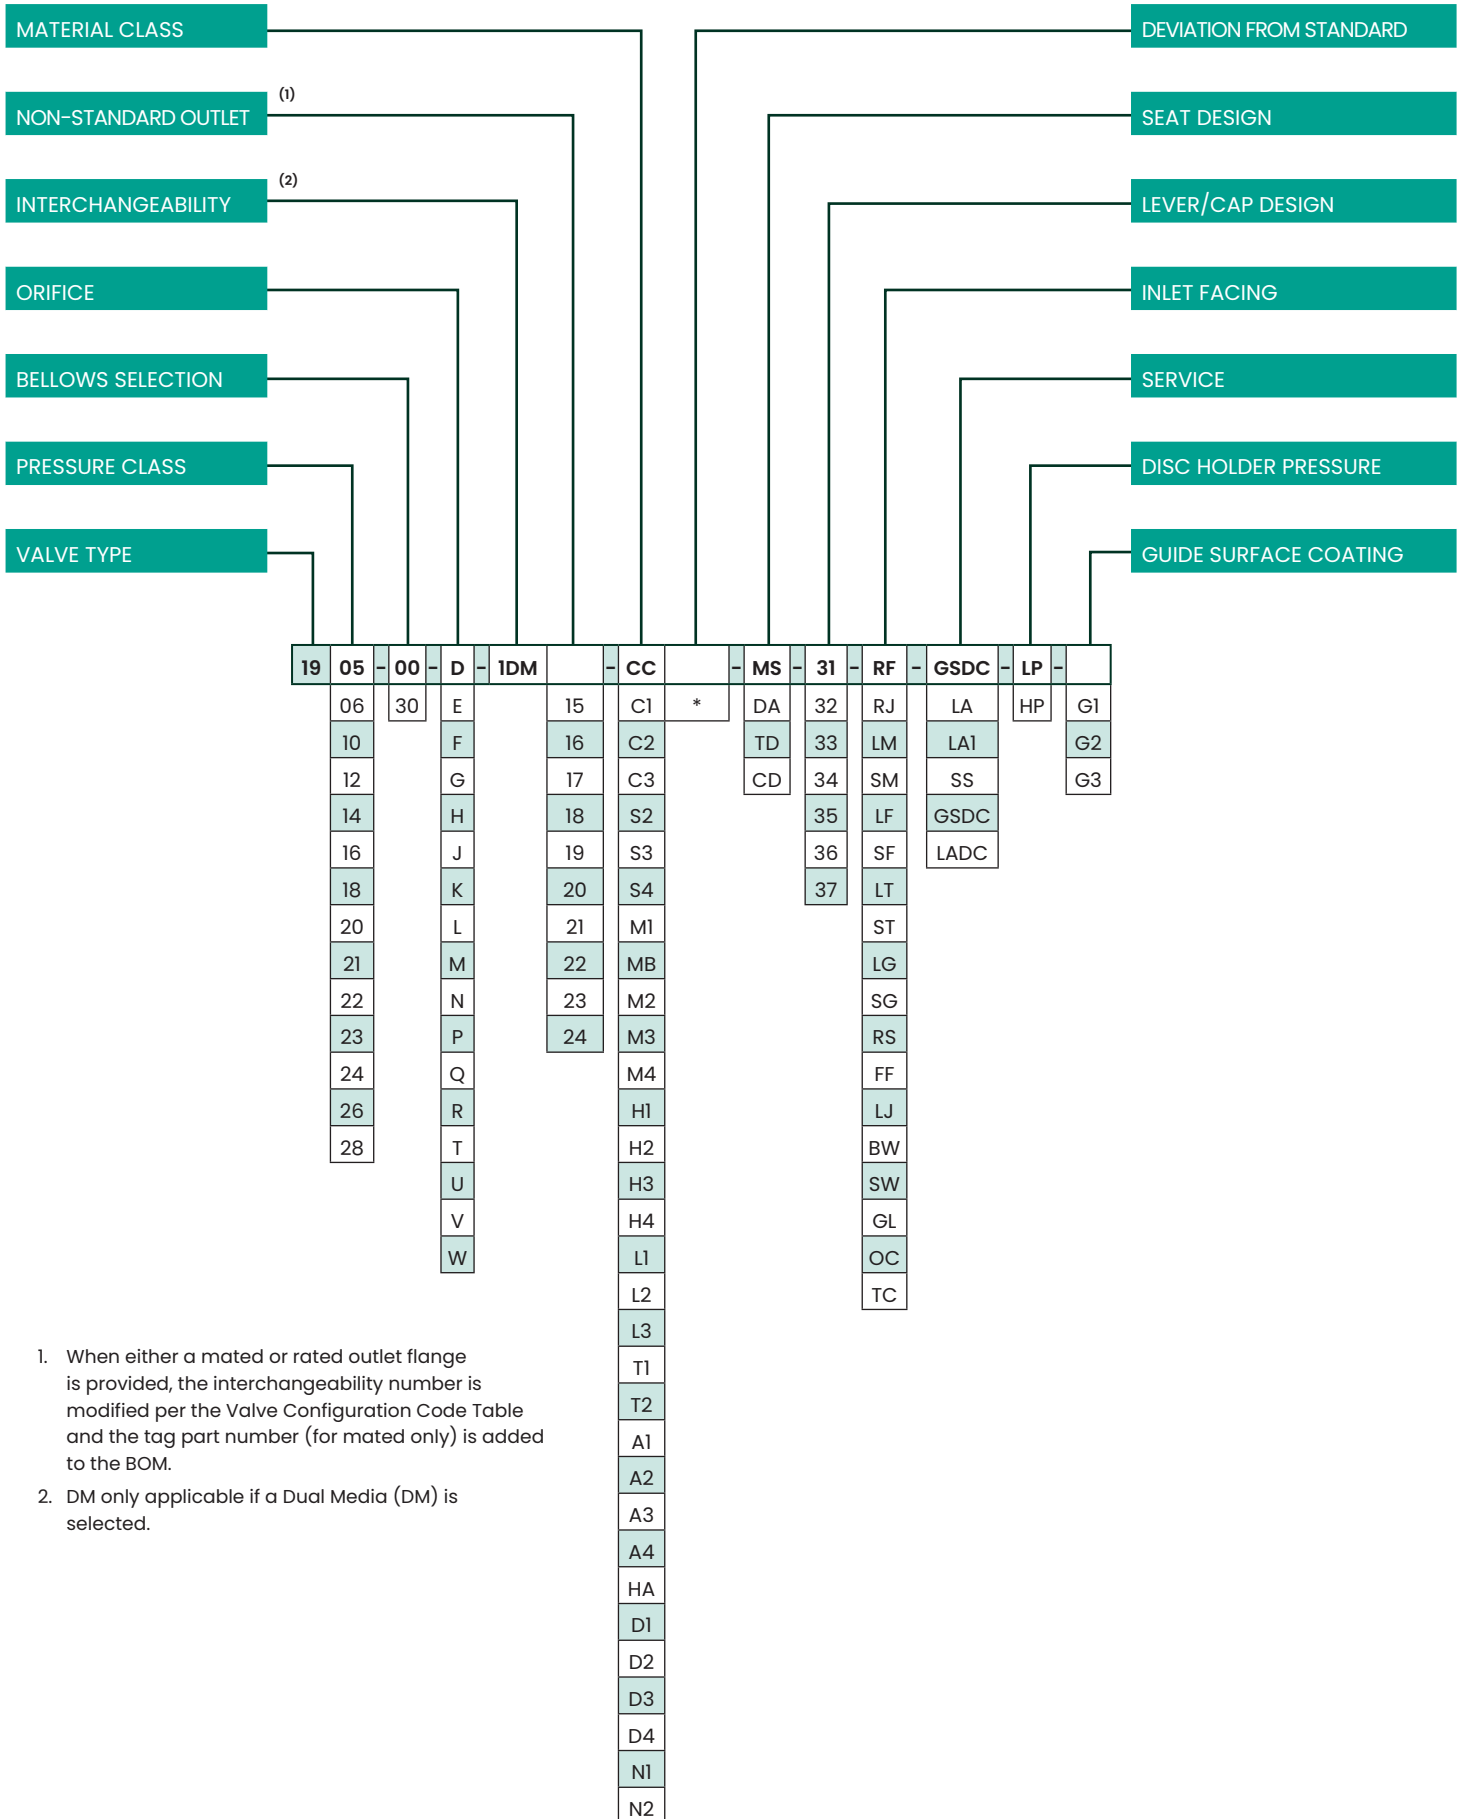 MATERIAL CLASS
DEVIATION FROM STANDARD
NON-STANDARD OUTLET (1)
SEAT DESIGN
INTERCHANGEABILITY (2)
LEVER/CAP DESIGN
ORIFICE
INLET FACING
BELLOWS SELECTION
SERVICE
PRESSURE CLASS
DISC HOLDER PRESSURE
VALVE TYPE
GUIDE SURFACE COATING
19 05 - 00 - D - 1DM - CC - MS - 31 - RF - GSDC - LP -
06 30 E 15 C1 * DA 32 RJ LA HP G1
10 F 16 C2 TD 33 LM LA1 G2
12 G 17 C3 CD 34 SM SS G3
14 H 18 S2 35 LF GSDC
16 J 19 S3 36 SF LADC
18 K 20 S4 37 LT
20 L 21 M1 ST
21 M 22 MB LG
22 N 23 M2 SG
23 P 24 M3 RS
24 Q M4 FF
26 R H1 LJ
28 T H2 BW
U H3 SW
V H4 GL
W L1 OC
L2 TC
L3
T1
T2
A1
A2
A3
A4
HA
D1
D2
D3
D4
N1
N2
1. When either a mated or rated outlet flange
is provided, the interchangeability number is
modified per the Valve Configuration Code Table
and the tag part number (for mated only) is added
to the BOM.
2. DM only applicable if a Dual Media (DM) is
selected.